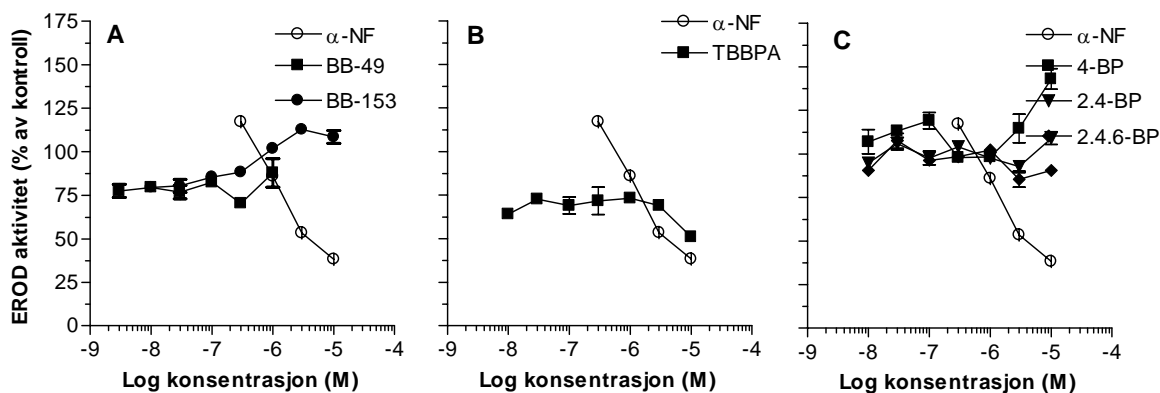 A
α-NF
BB-49
BB-153
B
α-NF
TBBPA
C
α-NF
4-BP
2.4-BP
2.4.6-BP
EROD aktivitet (% av kontroll)
175
150
125
100
75
50
25
0
-9 -8 -7 -6 -5 -4
-9 -8 -7 -6 -5 -4
-9 -8 -7 -6 -5 -4
Log konsentrasjon (M)
Log konsentrasjon (M)
Log konsentrasjon (M)